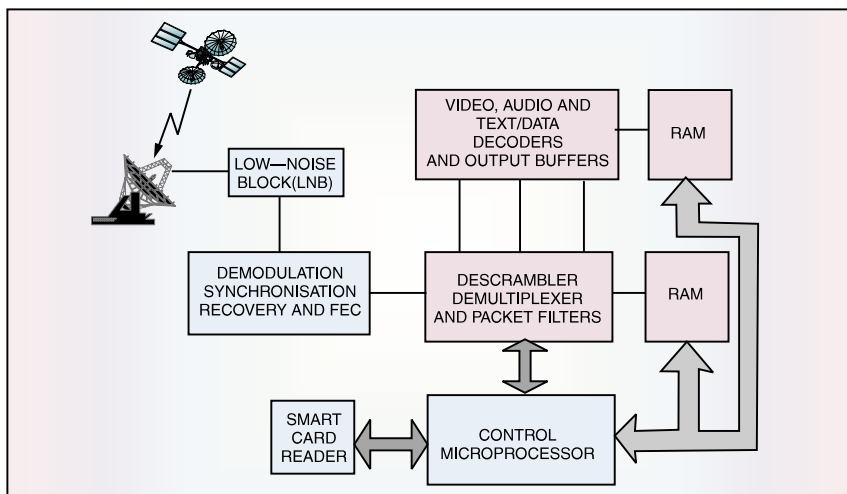 LOW—NOISE
BLOCK(LNB)
VIDEO, AUDIO AND
TEXT/DATA
DECODERS
AND OUTPUT BUFFERS
RAM
DEMODULATION
SYNCHRONISATION
RECOVERY AND FEC
DESCRAMBLER
DEMULTIPLEXER
AND PACKET FILTERS
RAM
SMART
CARD
READER
CONTROL
MICROPROCESSOR